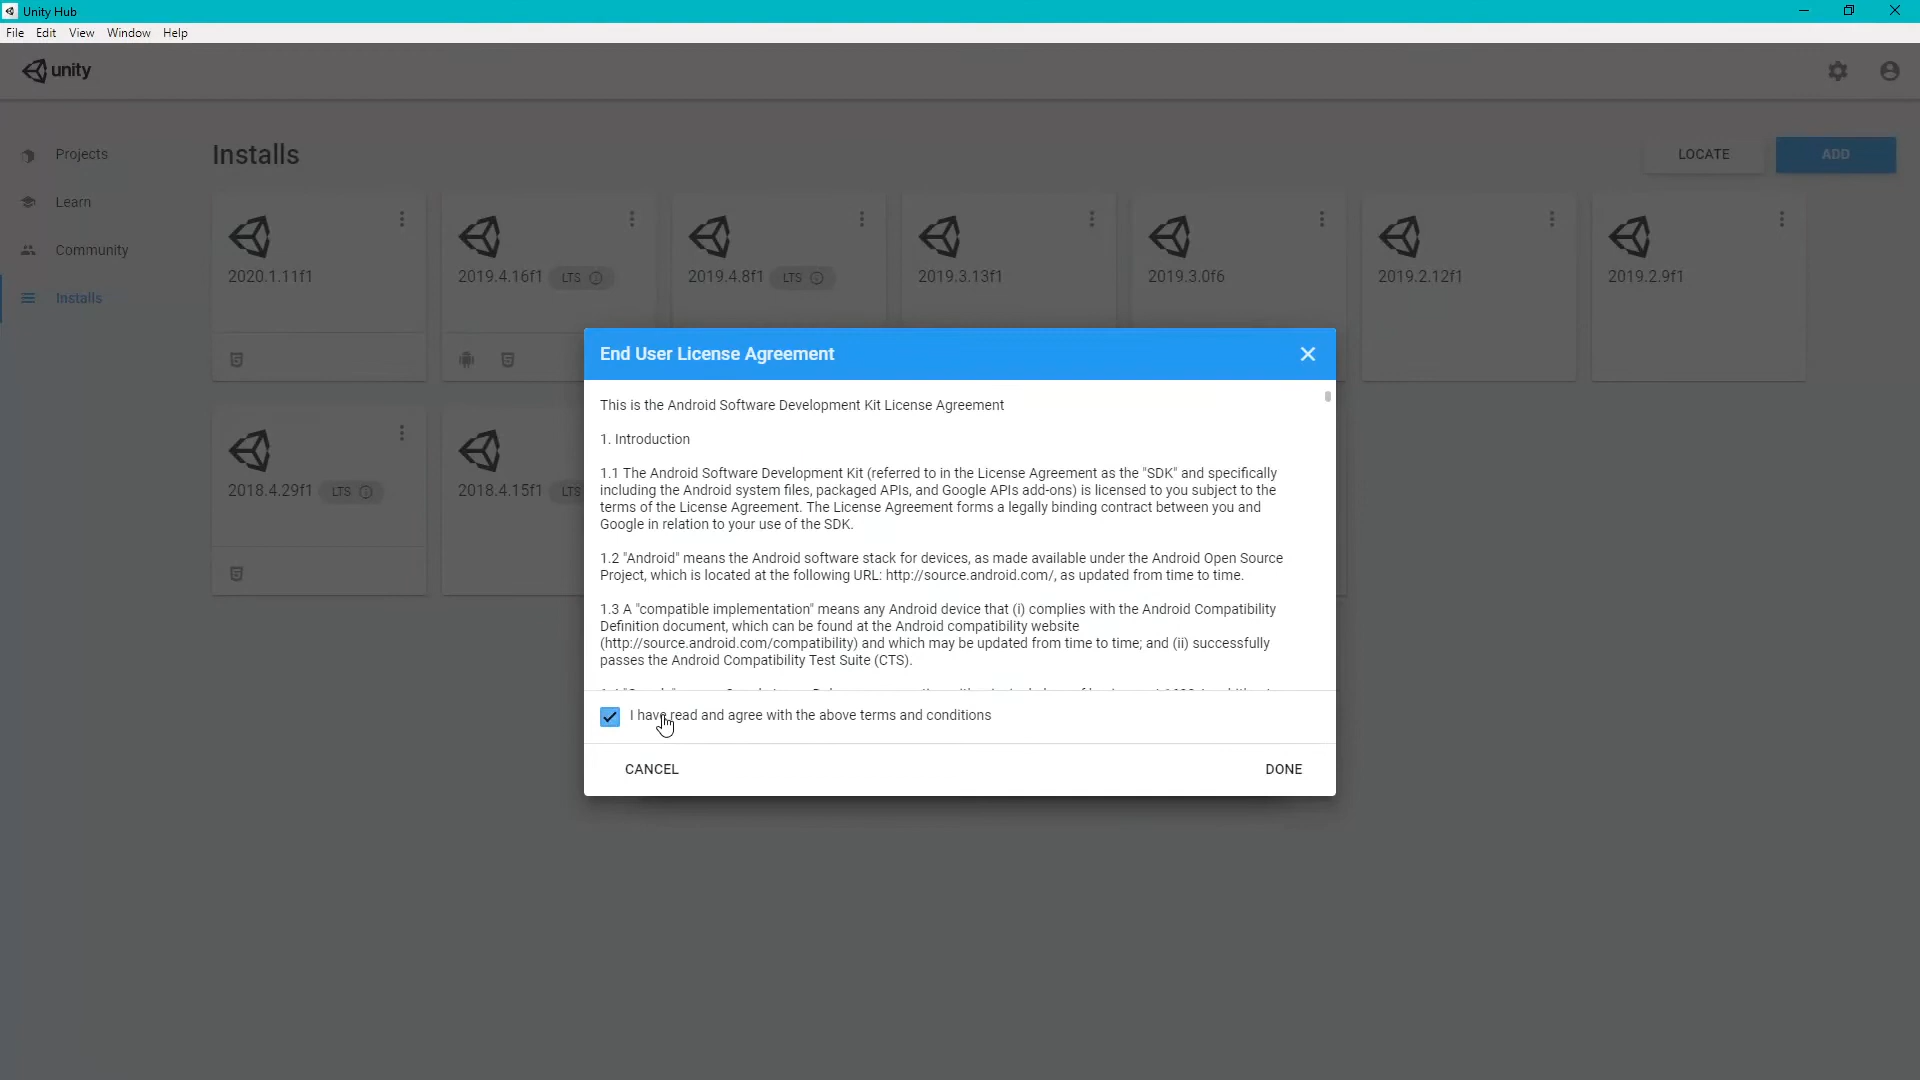 Unity Hub
File Edit View Window Help
unity
Projects
Learn
Community
Installs
Installs
LOCATE
ADD
2020.1.11f1
2019.4.16f1 LTS
2019.4.8f1 LTS
2019.3.13f1
2019.3.0f6
2019.2.12f1
2019.2.9f1
2018.4.29f1 LTS
2018.4.15f1 LTS
End User License Agreement
This is the Android Software Development Kit License Agreement
1. Introduction
1.1 The Android Software Development Kit (referred to in the License Agreement as the "SDK" and specifically
including the Android system files, packaged APIs, and Google APIs add-ons) is licensed to you subject to the
terms of the License Agreement. The License Agreement forms a legally binding contract between you and
Google in relation to your use of the SDK.
1.2 "Android" means the Android software stack for devices, as made available under the Android Open Source
Project, which is located at the following URL: http://source.android.com/, as updated from time to time.
1.3 A "compatible implementation" means any Android device that (i) complies with the Android Compatibility
Definition document, which can be found at the Android compatibility website
(http://source.android.com/compatibility) and which may be updated from time to time; and (ii) successfully
passes the Android Compatibility Test Suite (CTS).
I have read and agree with the above terms and conditions
CANCEL
DONE